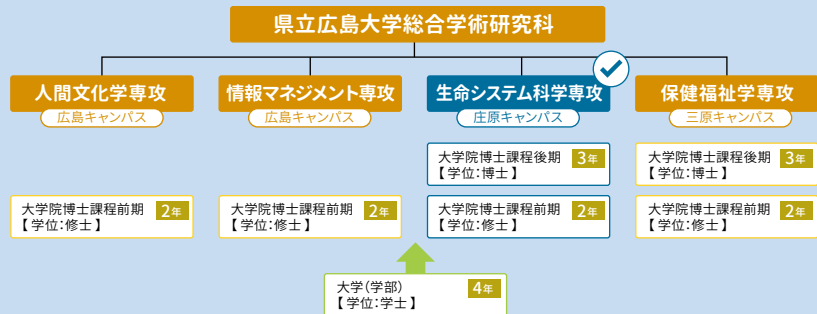 県立広島大学総合学術研究科
人間文化学専攻
広島キャンパス
情報マネジメント専攻
広島キャンパス
生命システム科学専攻
庄原キャンパス
保健福祉学専攻
三原キャンパス
大学院博士課程後期 3年
【学位:博士】
大学院博士課程後期 3年
【学位:博士】
大学院博士課程前期 2年
【学位:修士】
大学院博士課程前期 2年
【学位:修士】
大学院博士課程前期 2年
【学位:修士】
大学院博士課程前期 2年
【学位:修士】
大学(学部) 4年
【学位:学士】